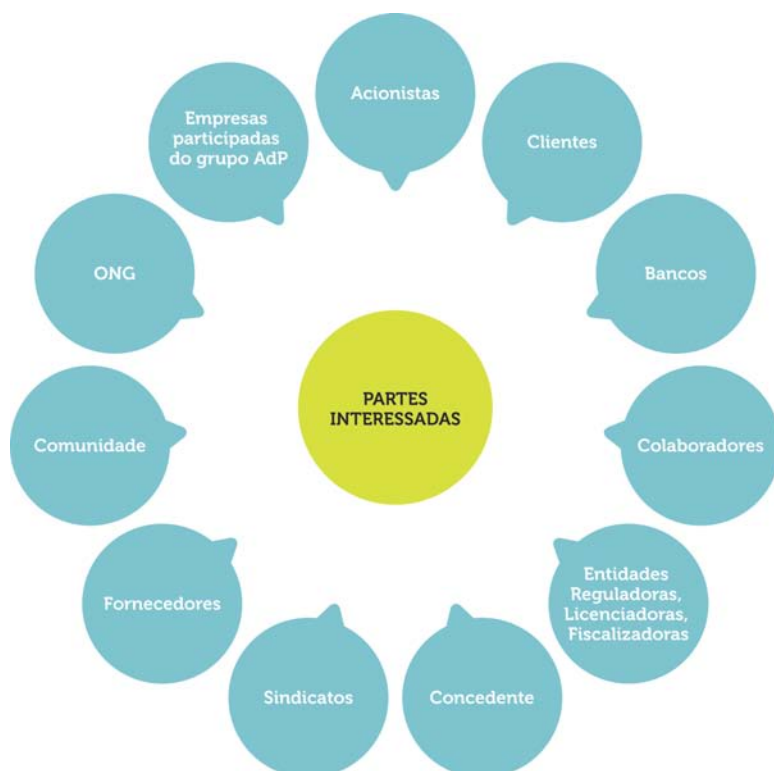 Acionistas
Clientes
Bancos
Colaboradores
Entidades
Reguladoras,
Licenciadoras,
Fiscalizadoras
Concedente
Sindicatos
Fornecedores
Comunidade
ONG
Empresas
participadas
do grupo AdP
PARTES
INTERESSADAS